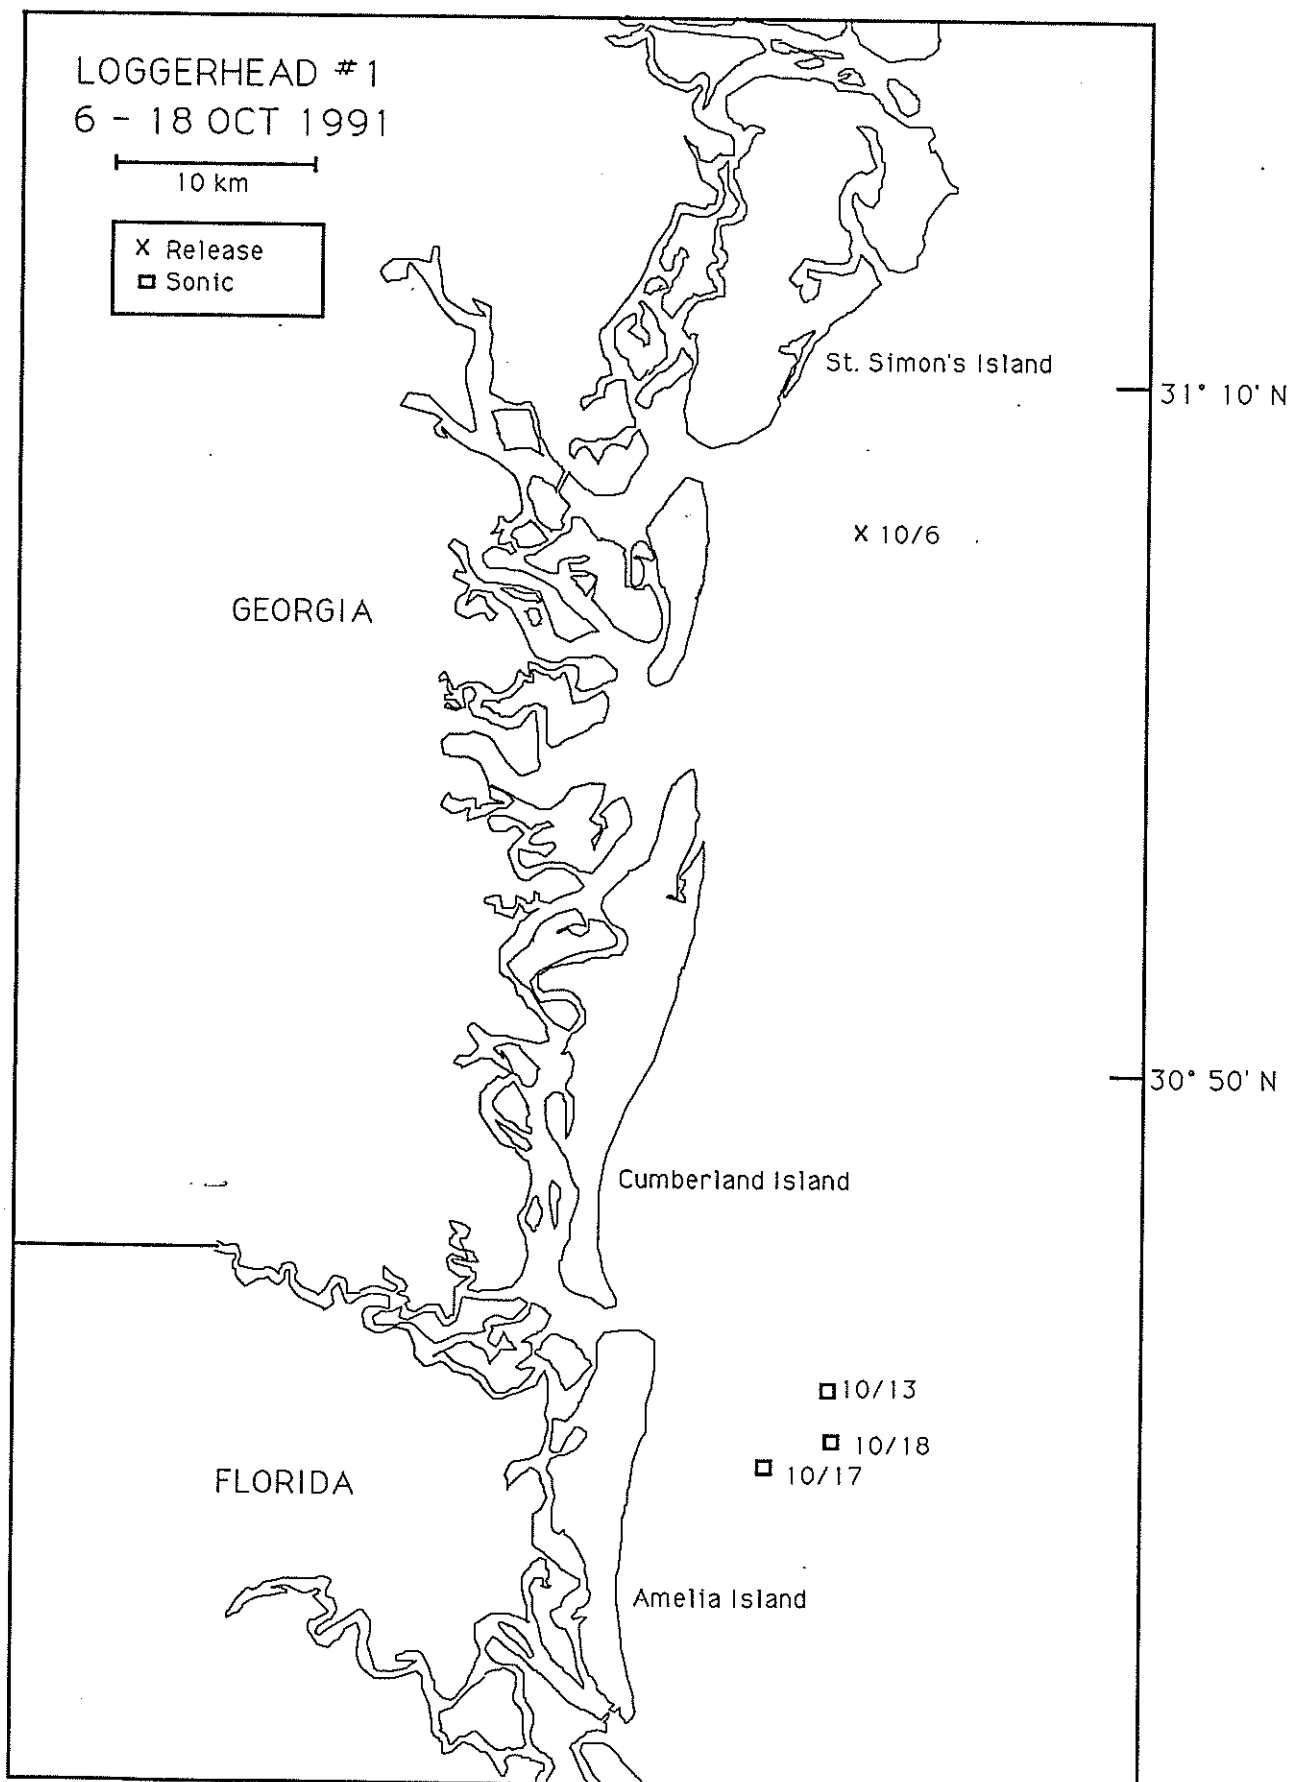 LOGGERHEAD #1
6 - 18 OCT 1991
10 km
X Release
Sonic
St. Simon's Island
31° 10' N
X 10/6
GEORGIA
30° 50' N
Cumberland Island
10/13
10/18
10/17
FLORIDA
Amelia Island